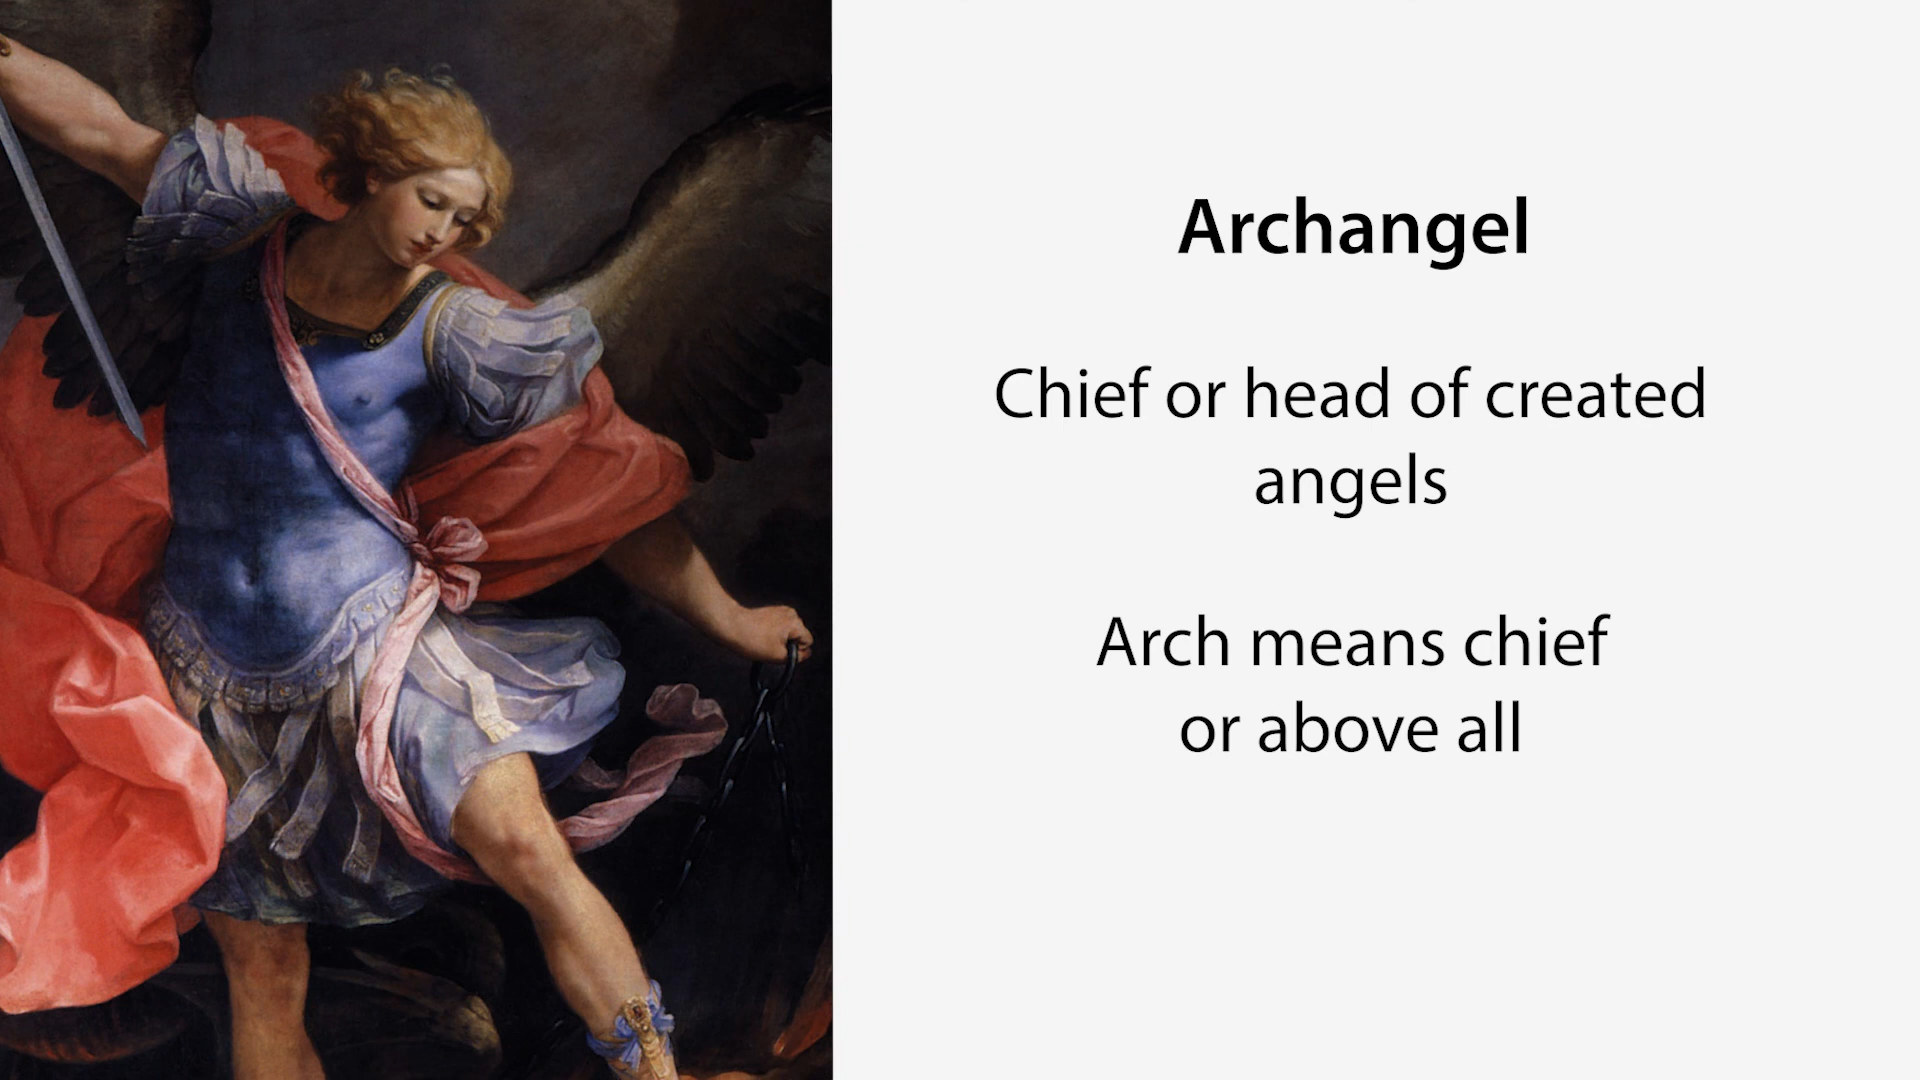 Archangel
Chief or head of created
angels
Arch means chief
or above all